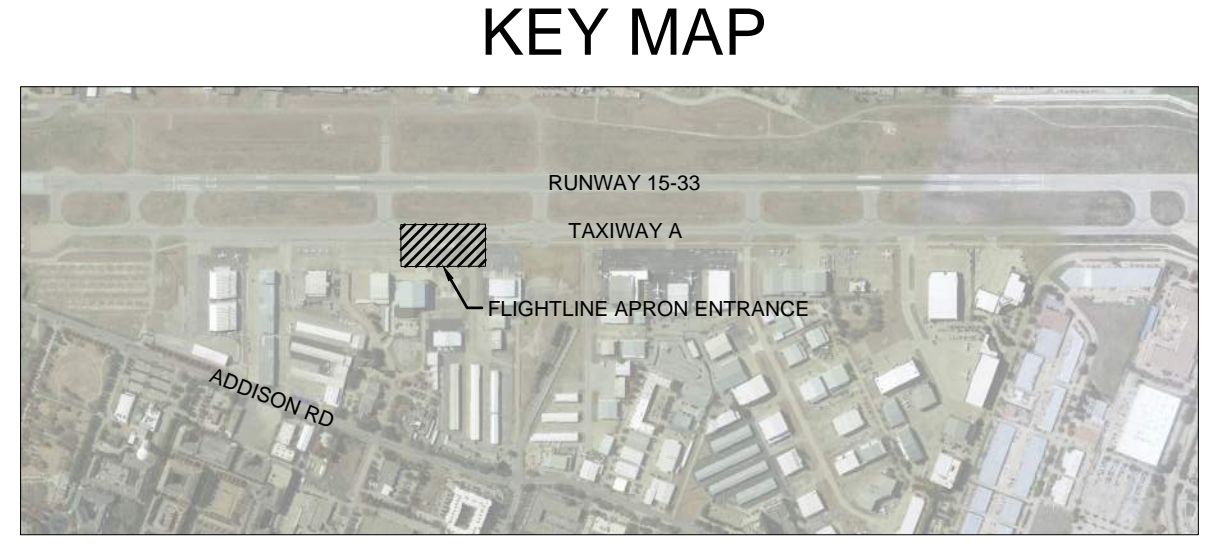 KEY MAP
RUNWAY 15-33
TAXIWAY A
FLIGHTLINE APRON ENTRANCE
ADDISON RD